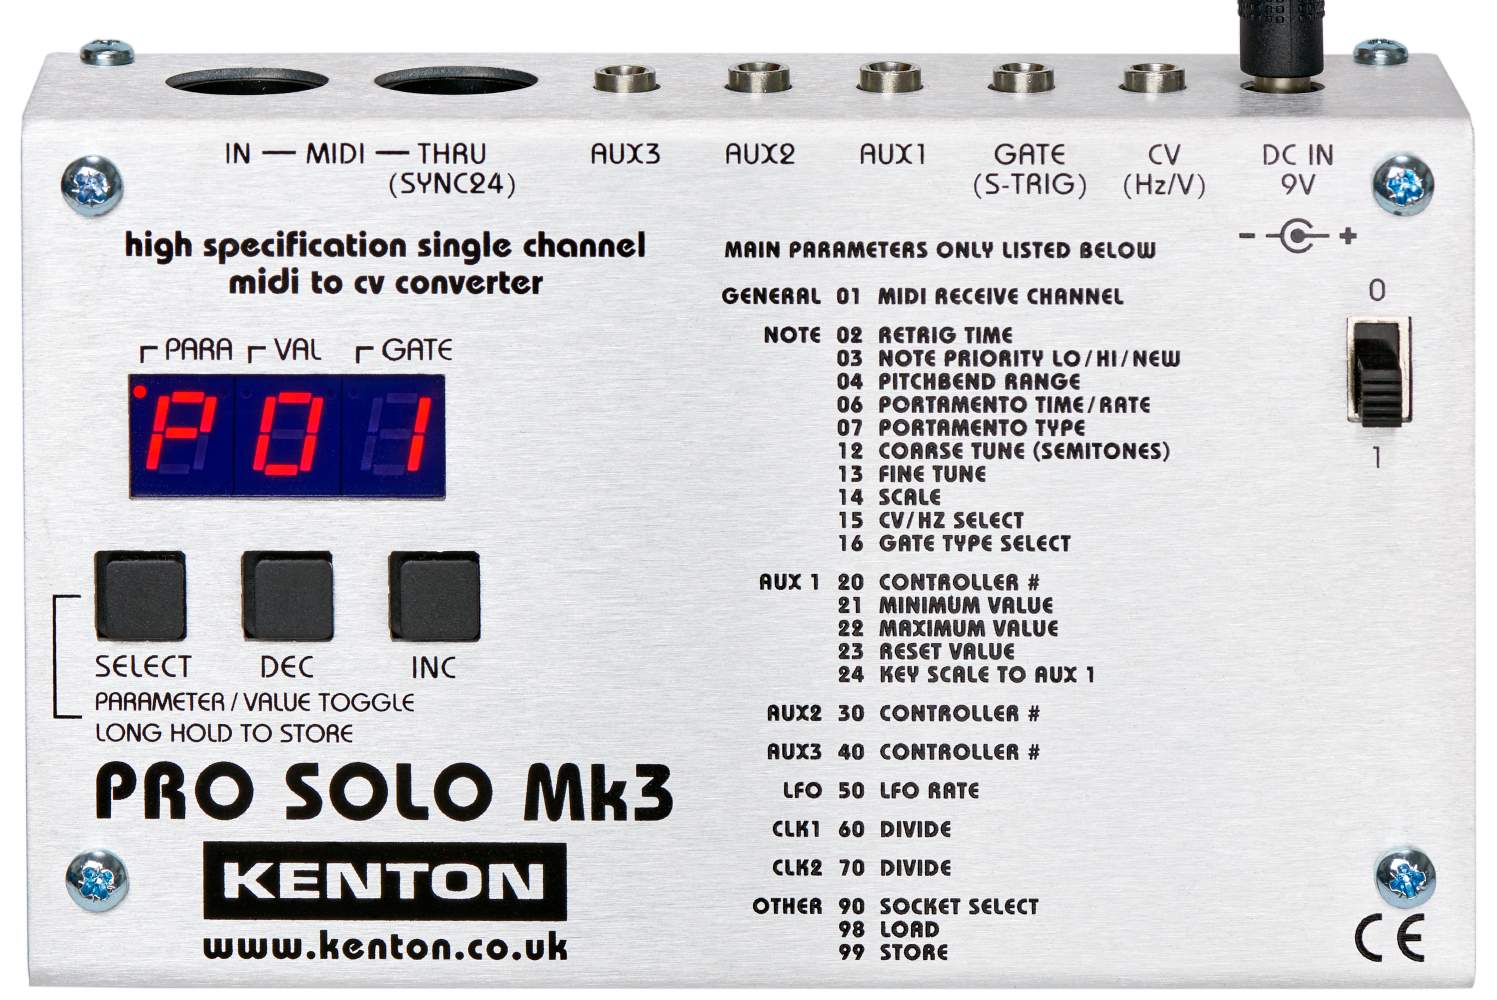 IN — MIDI — THRU
(SYNC24)
AUX3
AUX2
AUX1
GATE
(S-TRIG)
CV
(Hz/V)
DC IN
9V
- +
0
1
high specification single channel
midi to cv converter
PARA VAL GATE
P01
SELECT DEC INC
PARAMETER / VALUE TOGGLE
LONG HOLD TO STORE
PRO SOLO Mk3
KENTON
www.kenton.co.uk
MAIN PARAMETERS ONLY LISTED BELOW
GENERAL 01 MIDI RECEIVE CHANNEL
NOTE 02 RETRIG TIME
03 NOTE PRIORITY LO/HI/NEW
04 PITCHBEND RANGE
06 PORTAMENTO TIME/RATE
07 PORTAMENTO TYPE
12 COARSE TUNE (SEMITONES)
13 FINE TUNE
14 SCALE
15 CV/HZ SELECT
16 GATE TYPE SELECT
AUX 1 20 CONTROLLER #
21 MINIMUM VALUE
22 MAXIMUM VALUE
23 RESET VALUE
24 KEY SCALE TO AUX 1
AUX2 30 CONTROLLER #
AUX3 40 CONTROLLER #
LFO 50 LFO RATE
CLK1 60 DIVIDE
CLK2 70 DIVIDE
OTHER 90 SOCKET SELECT
98 LOAD
99 STORE
CE